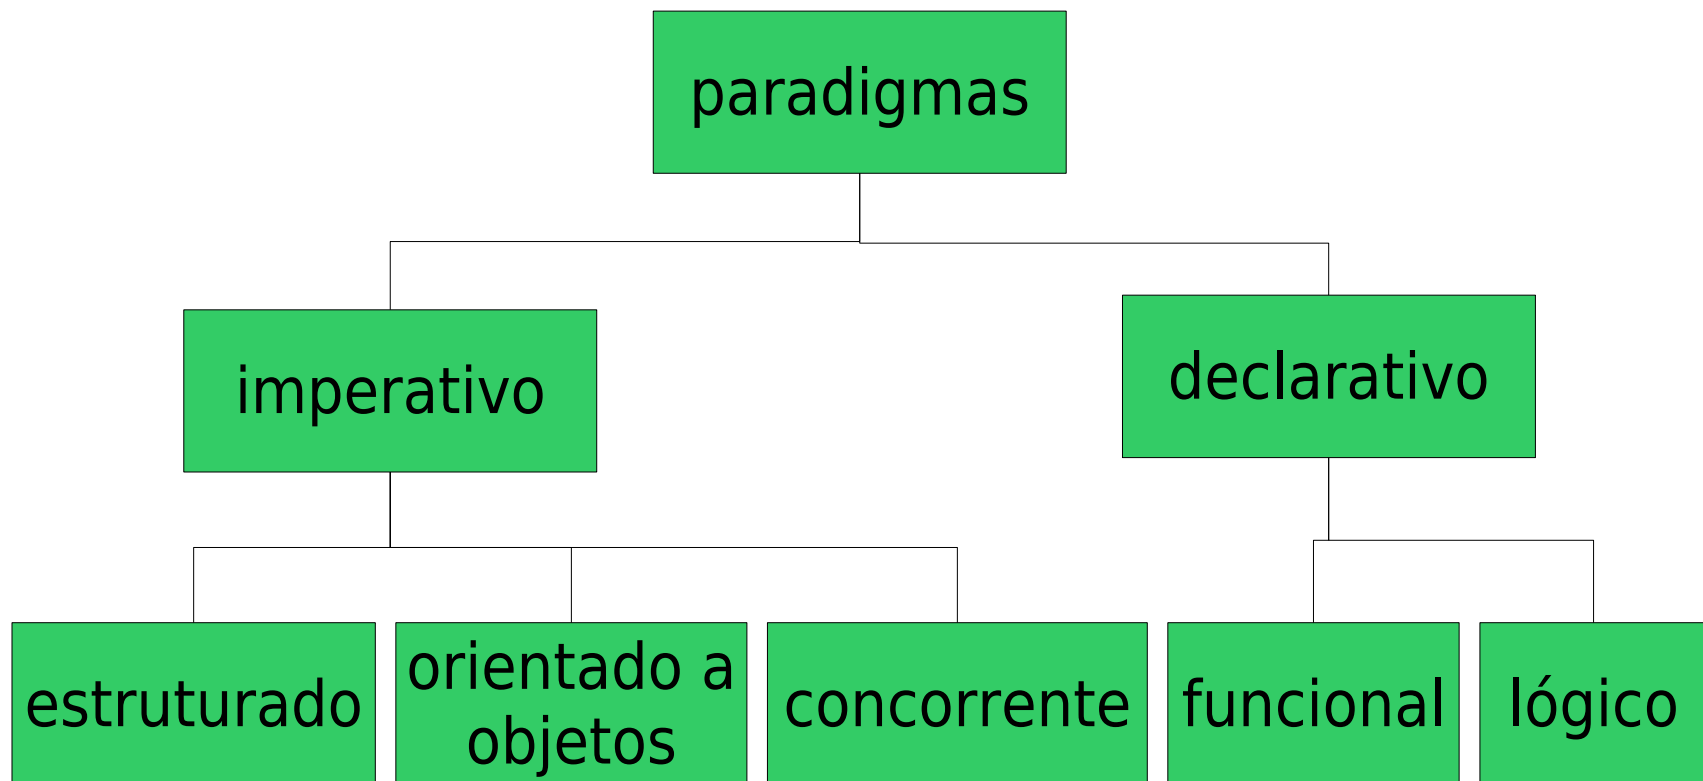 paradigmas
imperativo
declarativo
estruturado
orientado a
objetos
concorrente
funcional
lógico